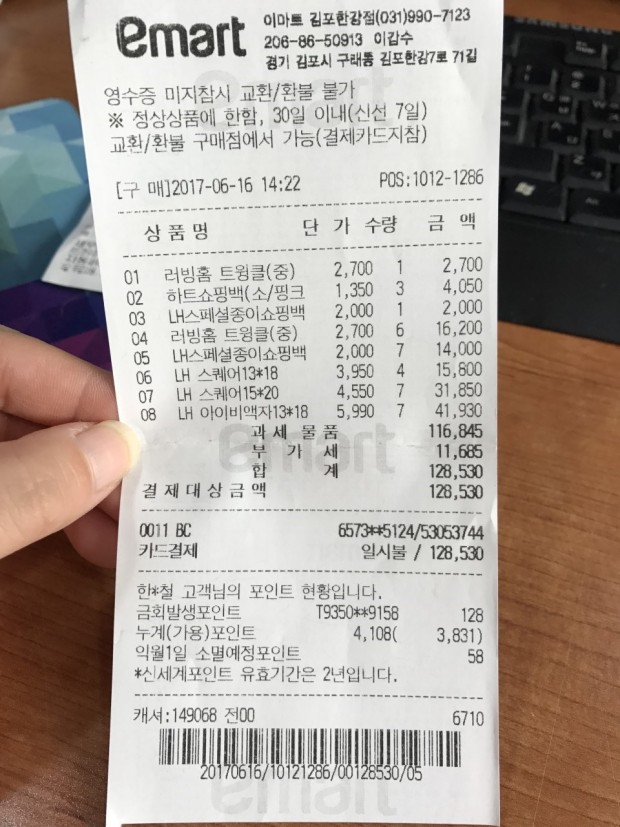 emart 이마트 김포한강점(031)990-7123
206-86-50913 이갑수
경기 김포시 구래동 김포한강7로 71길
영수증 미지참시 교환/환불 불가
※ 정상상품에 한함, 30일 이내(신선 7일)
교환/환불 구매점에서 가능(결제카드지참)
[구 매]2017-06-16 14:22 POS:1012-1286
상 품 명 단 가 수량 금 액
01 러빙홈 트윙클(중) 2,700 1 2,700
02 하트쇼핑백(소/핑크 1,350 3 4,050
03 LH스페셜종이쇼핑백 2,000 1 2,000
04 러빙홈 트윙클(중) 2,700 6 16,200
05 LH스페셜종이쇼핑백 2,000 7 14,000
06 LH 스퀘어13*18 3,950 4 15,800
07 LH 스퀘어15*20 4,550 7 31,850
08 LH 아이비액자13*18 5,990 7 41,930
과 세 물 품 116,845
부 가 세 11,685
합 계 128,530
결 제 대 상 금 액 128,530
0011 BC 6573**5124/53053744
카드결제 일시불 / 128,530
한*철 고객님의 포인트 현황입니다.
금회발생포인트 T9350**9158 128
누계(가용)포인트 4,108( 3,831)
익월1일 소멸예정포인트 58
*신세계포인트 유효기간은 2년입니다.
캐셔:149068 전00 6710
20170616/10121286/00128530/05